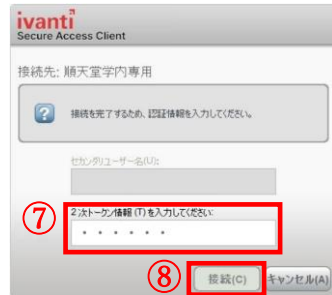 ivanti
Secure Access Client
接続先: 順天堂学内専用
接続を完了するため、認証情報を入力してください。
セカンダリユーザー名(U):
⑦
2次トークン情報 (T) を入力してください:
⑧
接続(C)
キャンセル(A)